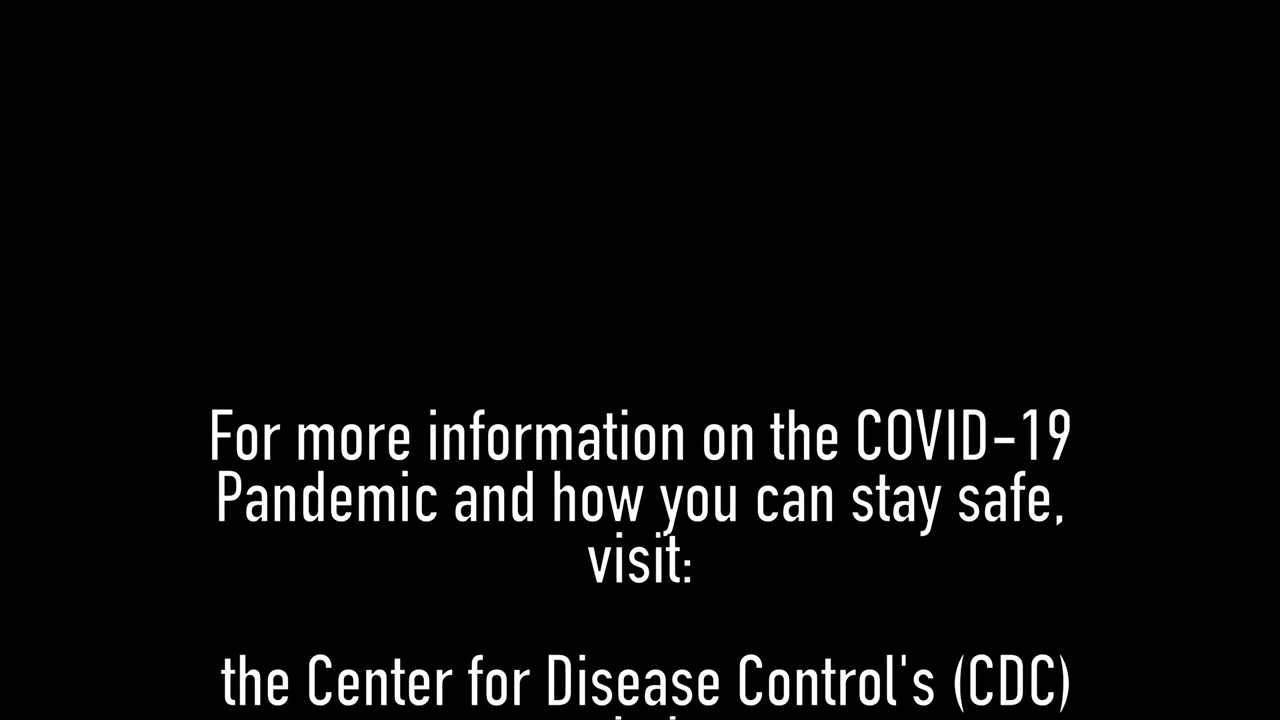 For more information on the COVID-19
Pandemic and how you can stay safe,
visit:
the Center for Disease Control's (CDC)